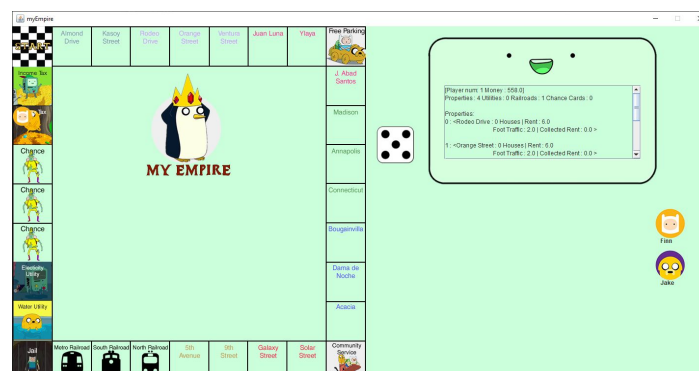 myEmpire
START
Almond Drive
Kasoy Street
Rodeo Drive
Orange Street
Ventura Street
Juan Luna
Ylaya
Free Parking
Income Tax
Tax
Chance
Chance
Chance
Electricity Utility
Water Utility
Jail
J. Abad Santos
Madison
Annapolis
Connecticut
Bougainvilla
Dama de Noche
Acacia
MY EMPIRE
Metro Railroad
South Railroad
North Railroad
5th Avenue
9th Street
Galaxy Street
Solar Street
Community Service
[Player num: 1 Money : 558.0]
Properties : 4 Utilities : 0 Railroads : 1 Chance Cards : 0
Properties:
0 : <Rodeo Drive : 0 Houses | Rent : 6.0
Foot Traffic : 2.0 | Collected Rent : 0.0 >
1 : <Orange Street : 0 Houses | Rent : 6.0
Foot Traffic : 2.0 | Collected Rent : 0.0 >
Finn
Jake